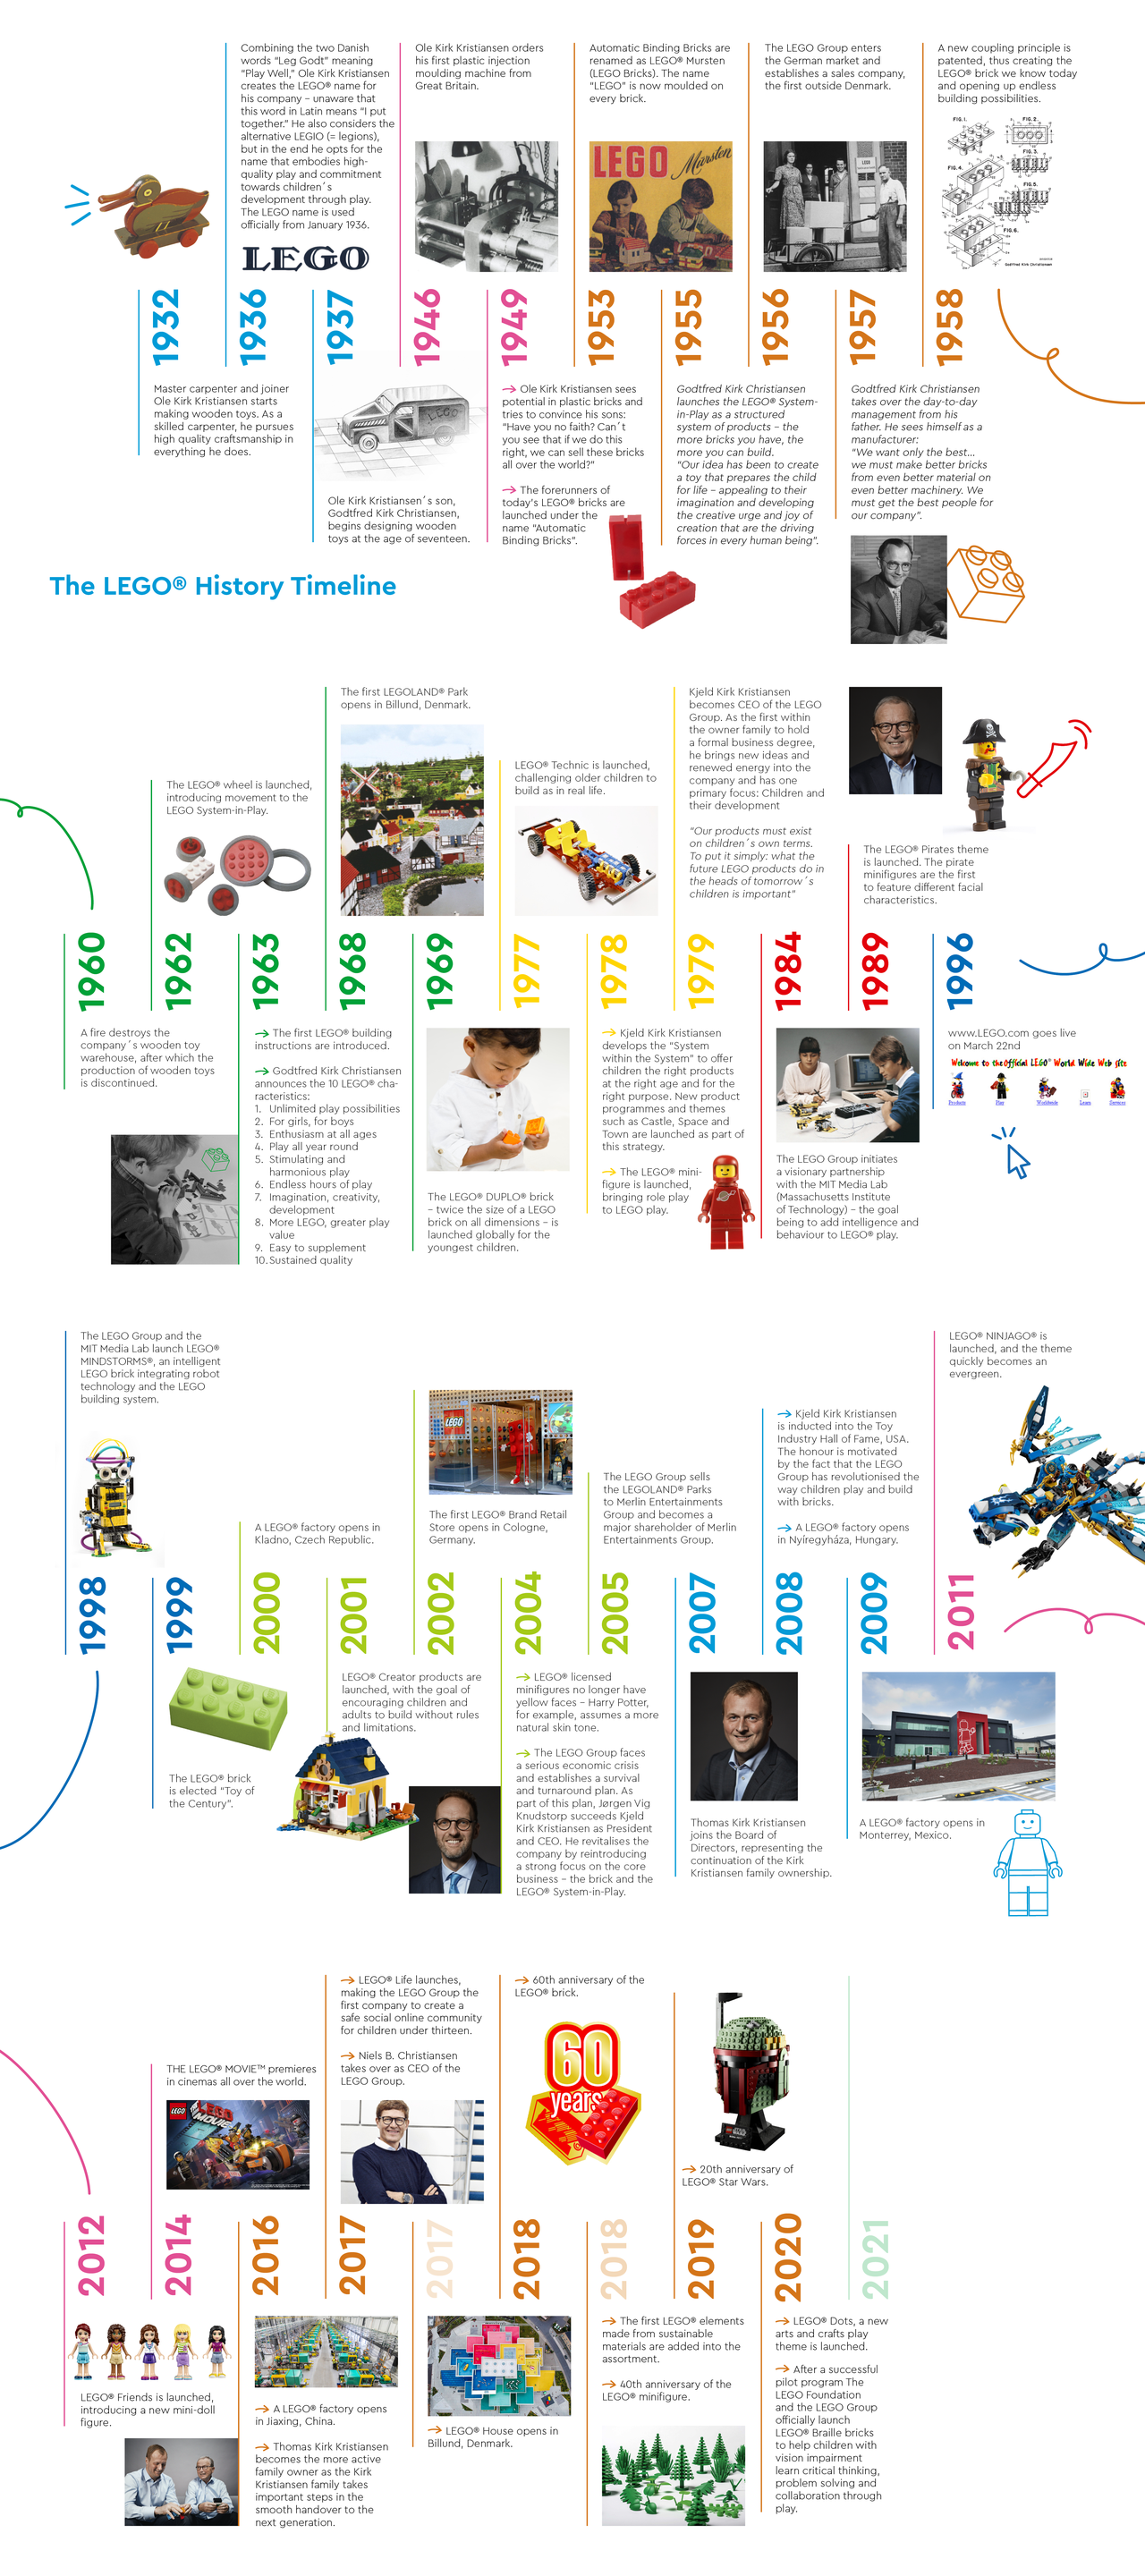 Combining the two Danish
words “Leg Godt” meaning
“Play Well,” Ole Kirk Kristiansen
creates the LEGO® name for
his company – unaware that
this word in Latin means “I put
together.” He also considers the
alternative LEGIO (= legions),
but in the end he opts for the
name that embodies high-
quality play and commitment
towards children´s
development through play.
The LEGO name is used
officially from January 1936.
LEGO
Ole Kirk Kristiansen orders
his first plastic injection
moulding machine from
Great Britain.
Automatic Binding Bricks are
renamed as LEGO® Mursten
(LEGO Bricks). The name
“LEGO” is now moulded on
every brick.
LEGO Mursten
The LEGO Group enters
the German market and
establishes a sales company,
the first outside Denmark.
LEGO
A new coupling principle is
patented, thus creating the
LEGO® brick we know today
and opening up endless
building possibilities.
FIG.1.
FIG.2.
FIG.3.
FIG.4.
FIG.5.
FIG.6.
Godtfred Kirk Christiansen
1932
1936
1937
1946
1949
1953
1955
1956
1957
1958
Master carpenter and joiner
Ole Kirk Kristiansen starts
making wooden toys. As a
skilled carpenter, he pursues
high quality craftsmanship in
everything he does.
LEGO
Ole Kirk Kristiansen´s son,
Godtfred Kirk Christiansen,
begins designing wooden
toys at the age of seventeen.
→ Ole Kirk Kristiansen sees
potential in plastic bricks and
tries to convince his sons:
“Have you no faith? Can´t
you see that if we do this
right, we can sell these bricks
all over the world?”
→ The forerunners of
today’s LEGO® bricks are
launched under the
name “Automatic
Binding Bricks”.
Godtfred Kirk Christiansen
launches the LEGO® System-
in-Play as a structured
system of products – the
more bricks you have, the
more you can build.
“Our idea has been to create
a toy that prepares the child
for life – appealing to their
imagination and developing
the creative urge and joy of
creation that are the driving
forces in every human being”.
Godtfred Kirk Christiansen
takes over the day-to-day
management from his
father. He sees himself as a
manufacturer:
“We want only the best...
we must make better bricks
from even better material on
even better machinery. We
must get the best people for
our company”.
The LEGO® History Timeline
The LEGO® wheel is launched,
introducing movement to the
LEGO System-in-Play.
The first LEGOLAND® Park
opens in Billund, Denmark.
LEGO® Technic is launched,
challenging older children to
build as in real life.
Kjeld Kirk Kristiansen
becomes CEO of the LEGO
Group. As the first within
the owner family to hold
a formal business degree,
he brings new ideas and
renewed energy into the
company and has one
primary focus: Children and
their development
“Our products must exist
on children´s own terms.
To put it simply: what the
future LEGO products do in
the heads of tomorrow´s
children is important”
The LEGO® Pirates theme
is launched. The pirate
minifigures are the first
to feature different facial
characteristics.
1960
1962
1963
1968
1969
1977
1978
1979
1984
1989
1996
A fire destroys the
company´s wooden toy
warehouse, after which the
production of wooden toys
is discontinued.
→ The first LEGO® building
instructions are introduced.
→ Godtfred Kirk Christiansen
announces the 10 LEGO® cha-
racteristics:
1. Unlimited play possibilities
2. For girls, for boys
3. Enthusiasm at all ages
4. Play all year round
5. Stimulating and
harmonious play
6. Endless hours of play
7. Imagination, creativity,
development
8. More LEGO, greater play
value
9. Easy to supplement
10. Sustained quality
The LEGO® DUPLO® brick
– twice the size of a LEGO
brick on all dimensions – is
launched globally for the
youngest children.
→ Kjeld Kirk Kristiansen
develops the “System
within the System” to offer
children the right products
at the right age and for the
right purpose. New product
programmes and themes
such as Castle, Space and
Town are launched as part of
this strategy.
→ The LEGO® mini-
figure is launched,
bringing role play
to LEGO play.
The LEGO Group initiates
a visionary partnership
with the MIT Media Lab
(Massachusetts Institute
of Technology) – the goal
being to add intelligence and
behaviour to LEGO® play.
www.LEGO.com goes live
on March 22nd
Welcome to the Official LEGO® World Wide Web Site
Products Play Worldwide Learn Services
The LEGO Group and the
MIT Media Lab launch LEGO®
MINDSTORMS®, an intelligent
LEGO brick integrating robot
technology and the LEGO
building system.
A LEGO® factory opens in
Kladno, Czech Republic.
LEGO
The first LEGO® Brand Retail
Store opens in Cologne,
Germany.
The LEGO Group sells
the LEGOLAND® Parks
to Merlin Entertainments
Group and becomes a
major shareholder of Merlin
Entertainments Group.
→ Kjeld Kirk Kristiansen
is inducted into the Toy
Industry Hall of Fame, USA.
The honour is motivated
by the fact that the LEGO
Group has revolutionised the
way children play and build
with bricks.
→ A LEGO® factory opens
in Nyíregyháza, Hungary.
LEGO® NINJAGO® is
launched, and the theme
quickly becomes an
evergreen.
1998
1999
2000
2001
2002
2004
2005
2007
2008
2009
2011
The LEGO® brick
is elected “Toy of
the Century”.
LEGO® Creator products are
launched, with the goal of
encouraging children and
adults to build without rules
and limitations.
→ LEGO® licensed
minifigures no longer have
yellow faces – Harry Potter,
for example, assumes a more
natural skin tone.
→ The LEGO Group faces
a serious economic crisis
and establishes a survival
and turnaround plan. As
part of this plan, Jørgen Vig
Knudstorp succeeds Kjeld
Kirk Kristiansen as President
and CEO. He revitalises the
company by reintroducing
a strong focus on the core
business – the brick and the
LEGO® System-in-Play.
Thomas Kirk Kristiansen
joins the Board of
Directors, representing the
continuation of the Kirk
Kristiansen family ownership.
A LEGO® factory opens in
Monterrey, Mexico.
THE LEGO® MOVIE™ premieres
in cinemas all over the world.
LEGO
THE LEGO MOVIE
→ LEGO® Life launches,
making the LEGO Group the
first company to create a
safe social online community
for children under thirteen.
→ Niels B. Christiansen
takes over as CEO of the
LEGO Group.
→ 60th anniversary of the
LEGO® brick.
60
years
→ 20th anniversary of
LEGO® Star Wars.
2012
2014
2016
2017
2017
2018
2018
2019
2020
2021
LEGO® Friends is launched,
introducing a new mini-doll
figure.
→ A LEGO® factory opens
in Jiaxing, China.
→ Thomas Kirk Kristiansen
becomes the more active
family owner as the Kirk
Kristiansen family takes
important steps in the
smooth handover to the
next generation.
→ LEGO® House opens in
Billund, Denmark.
→ The first LEGO® elements
made from sustainable
materials are added into the
assortment.
→ 40th anniversary of the
LEGO® minifigure.
→ LEGO® Dots, a new
arts and crafts play
theme is launched.
→ After a successful
pilot program The
LEGO Foundation
and the LEGO Group
officially launch
LEGO® Braille bricks
to help children with
vision impairment
learn critical thinking,
problem solving and
collaboration through
play.